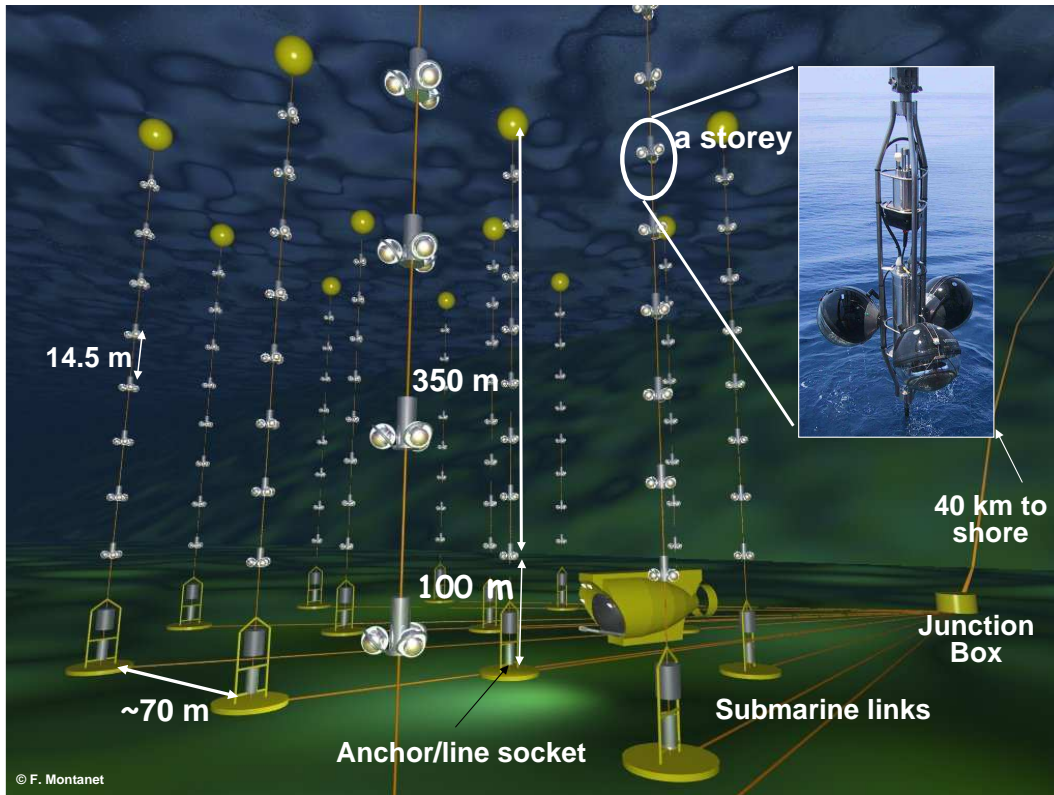 a storey
14.5 m
350 m
40 km to
shore
100 m
Junction
Box
~70 m
Submarine links
Anchor/line socket
© F. Montanet